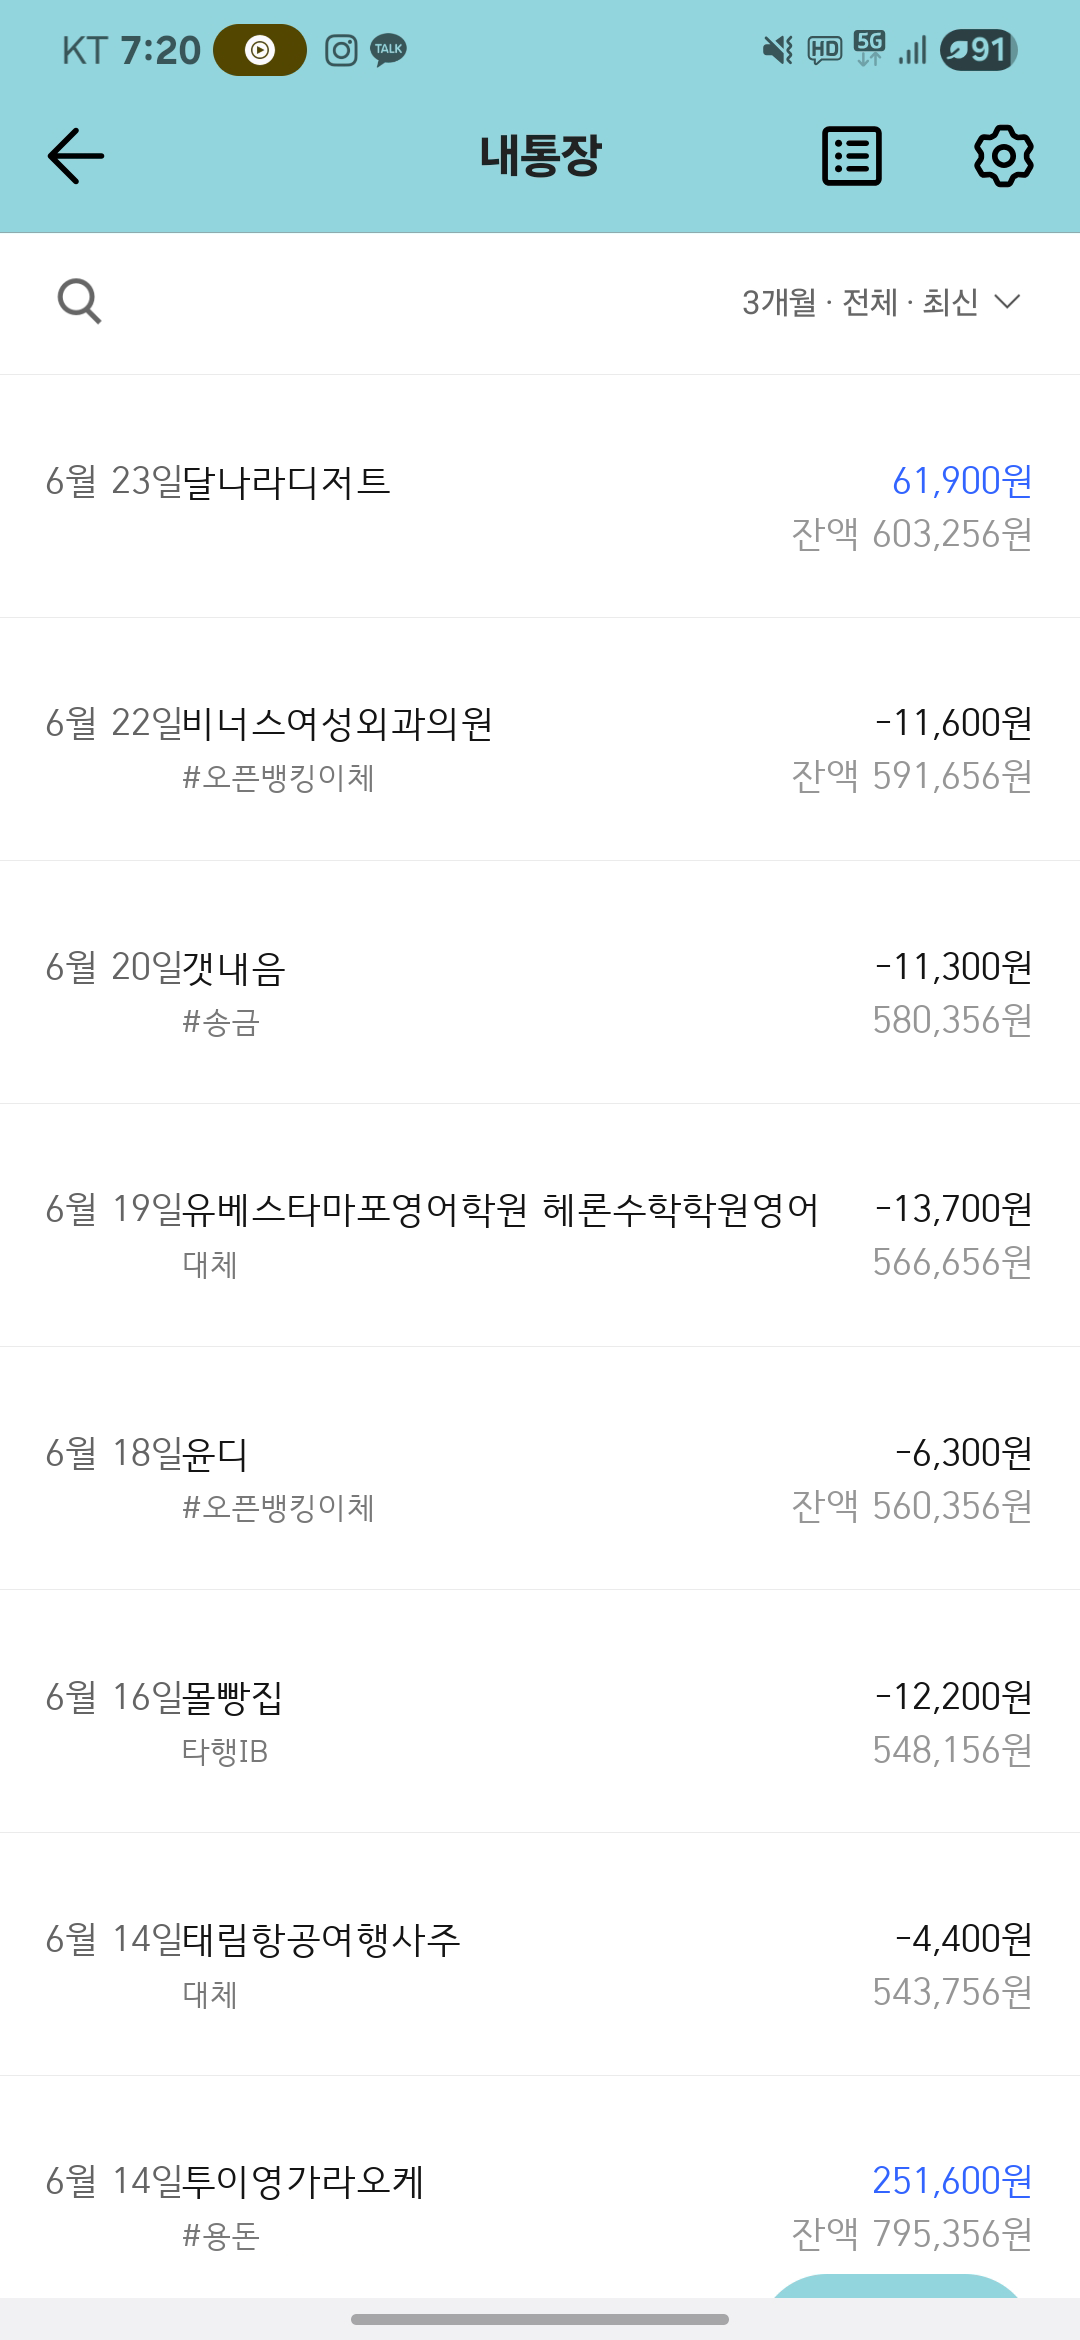 KT 7:20 TALK HD 5G 91
내통장
3개월 · 전체 · 최신
6월 23일 달나라디저트 61,900원
잔액 603,256원
6월 22일 비너스여성외과의원 -11,600원
#오픈뱅킹이체 잔액 591,656원
6월 20일 갯내음 -11,300원
#송금 580,356원
6월 19일 유베스타마포영어학원 헤론수학학원영어 -13,700원
대체 566,656원
6월 18일 윤디 -6,300원
#오픈뱅킹이체 잔액 560,356원
6월 16일 몰빵집 -12,200원
타행IB 548,156원
6월 14일 태림항공여행사주 -4,400원
대체 543,756원
6월 14일 투이영가라오케 251,600원
#용돈 잔액 795,356원